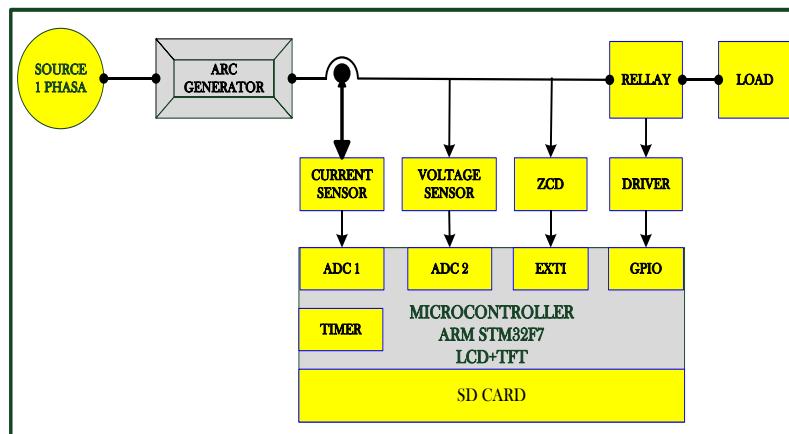 SOURCE
1 PHASA
ARC
GENERATOR
RELLAY
LOAD
CURRENT
SENSOR
VOLTAGE
SENSOR
ZCD
DRIVER
ADC 1
ADC 2
EXTI
GPIO
TIMER
MICROCONTROLLER
ARM STM32F7
LCD+TFT
SD CARD